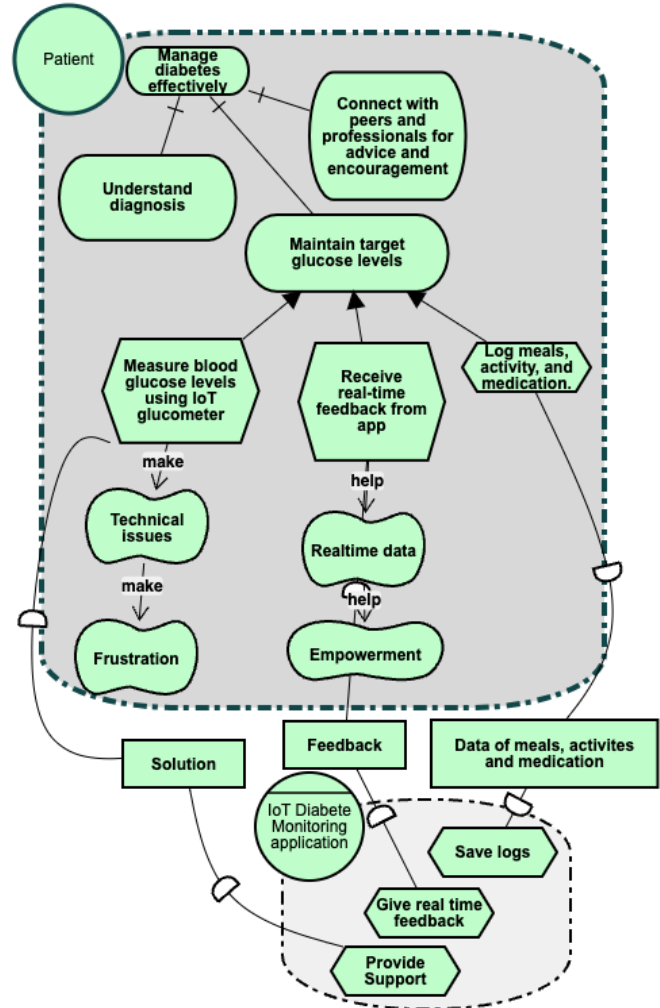 Patient
Manage
diabetes
effectively
Connect with
peers and
professionals for
advice and
encouragement
Understand
diagnosis
Maintain target
glucose levels
Measure blood
glucose levels
using IoT
glucometer
Receive
real-time
feedback from
app
Log meals,
activity, and
medication.
make
help
Technical
issues
Realtime data
make
help
Frustration
Empowerment
Solution
Feedback
Data of meals, activites
and medication
IoT Diabete
Monitoring
application
Save logs
Give real time
feedback
Provide
Support